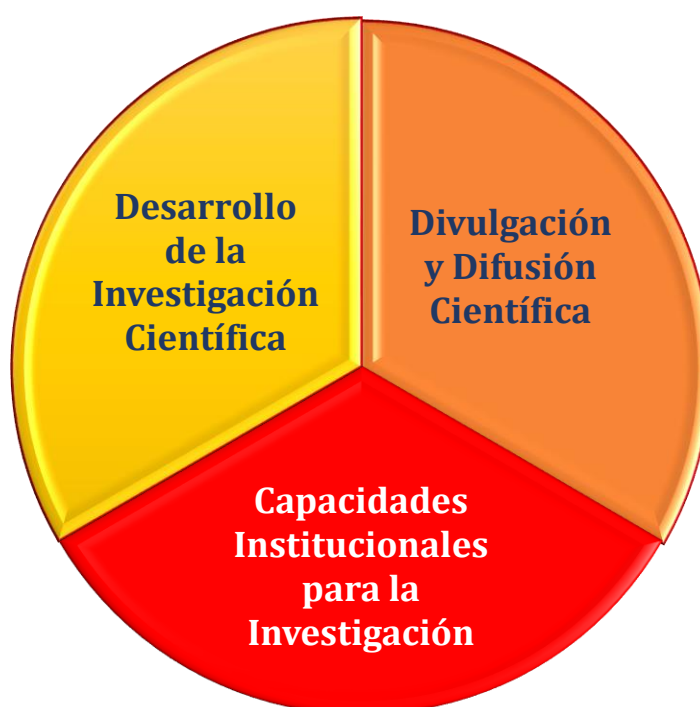 Desarrollo
de la
Investigación
Científica
Divulgación
y Difusión
Científica
Capacidades
Institucionales
para la
Investigación